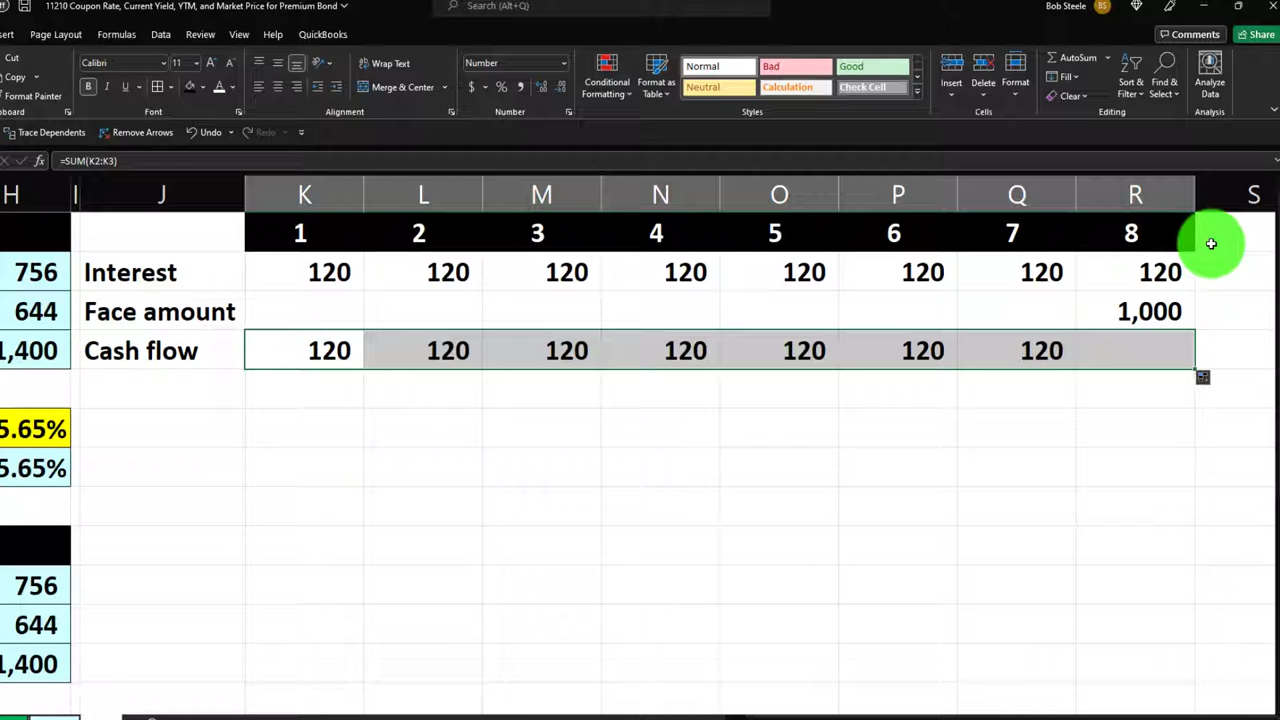 11210 Coupon Rate, Current Yield, YTM, and Market Price for Premium Bond
Search (Alt+Q)
Bob Steele
BS
Page Layout Formulas Data Review View Help QuickBooks
Comments Share
Cut
Copy
Format Painter
Calibri 11
B I U
Wrap Text
Merge & Center
Number
$ %
Conditional Formatting
Format as Table
Normal Bad Good
Neutral Calculation Check Cell
Insert Delete Format
AutoSum
Fill
Clear
Sort & Filter
Find & Select
Analyze Data
Font Alignment Number Styles Cells Editing Analysis
Trace Dependents Remove Arrows Undo Redo
fx =SUM(K2:K3)
H I J K L M N O P Q R S
1 2 3 4 5 6 7 8
756 Interest 120 120 120 120 120 120 120 120
644 Face amount 1,000
1,400 Cash flow 120 120 120 120 120 120 120
5.65%
5.65%
756
644
1,400